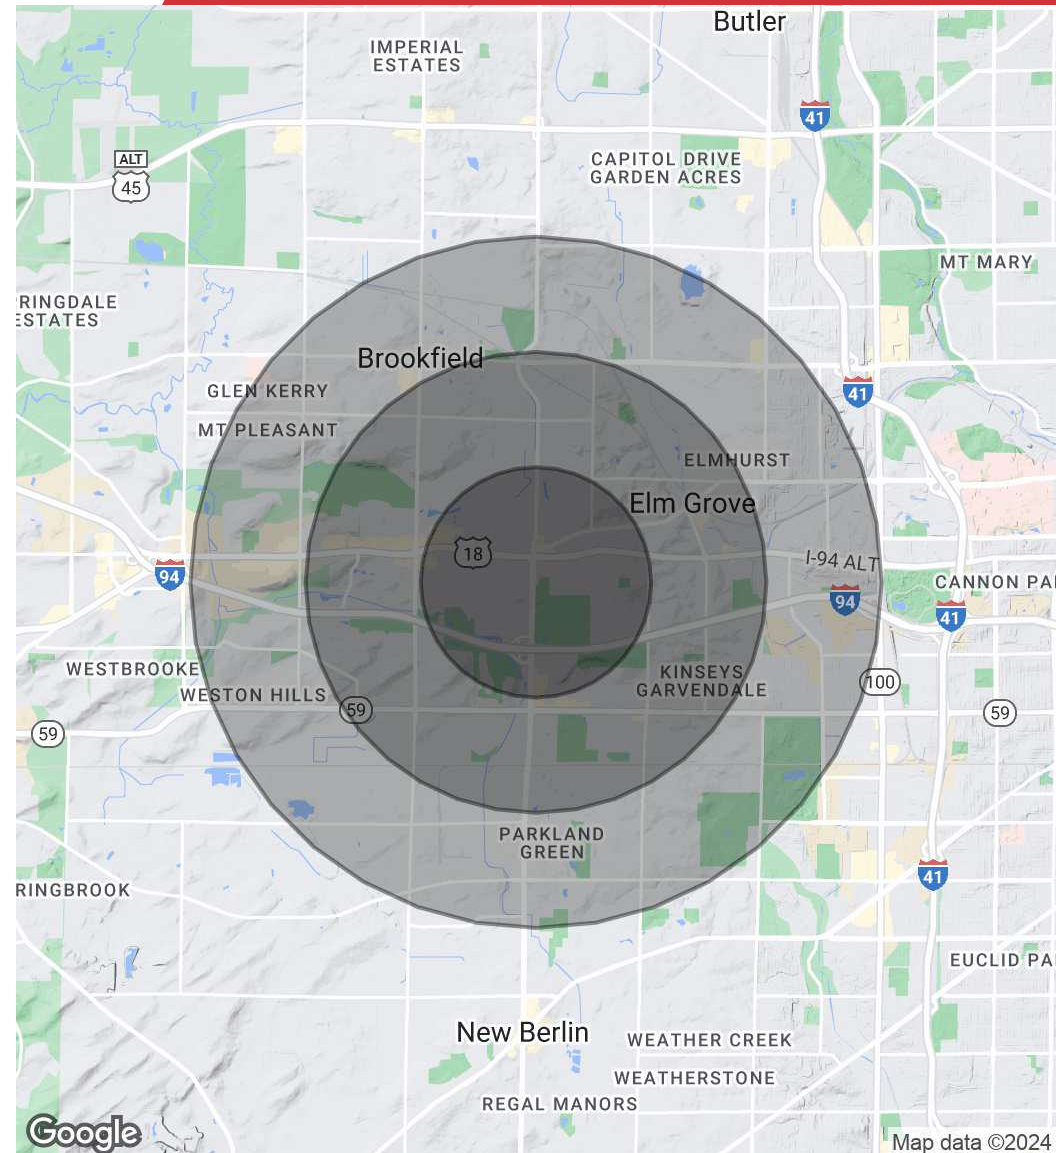 Butler
IMPERIAL
ESTATES
41
ALT
45
CAPITOL DRIVE
GARDEN ACRES
MT MARY
RINGDALE
ESTATES
Brookfield
GLEN KERRY
41
MT PLEASANT
ELMHURST
Elm Grove
18
I-94 ALT
94
CANNON PA
94
41
WESTBROOKE
KINSEYS
GARVENDALE
WESTON HILLS
100
59
59
59
PARKLAND
GREEN
41
RINGBROOK
EUCLID PA
New Berlin
WEATHER CREEK
WEATHERSTONE
REGAL MANORS
Google
Map data ©2024